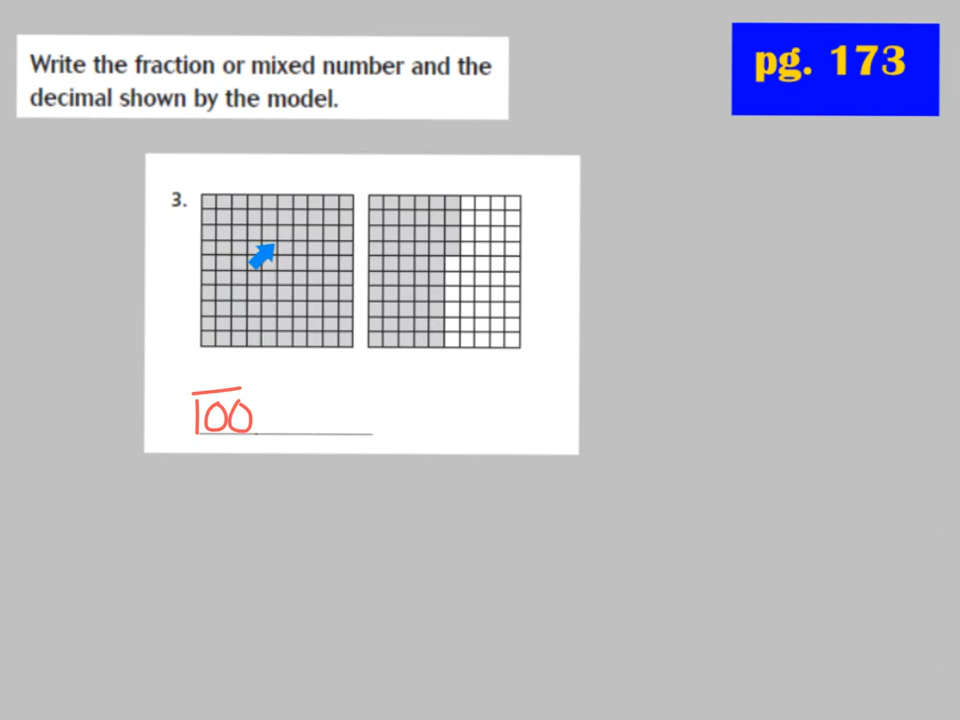 Write the fraction or mixed number and the
decimal shown by the model.
pg. 173
3.
100